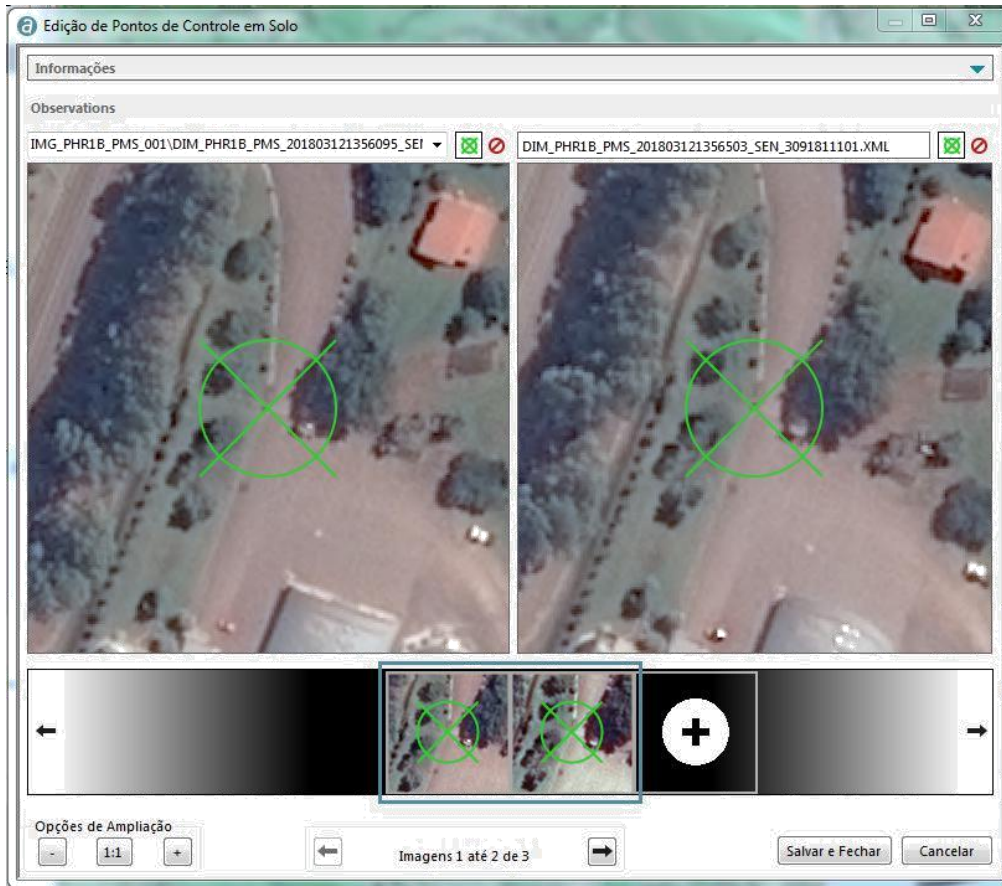 Edição de Pontos de Controle em Solo
Informações
Observations
IMG_PHR1B_PMS_001\DIM_PHR1B_PMS_201803121356095_SEI
DIM_PHR1B_PMS_201803121356503_SEN_3091811101.XML
Opções de Ampliação
- 1:1 +
Imagens 1 até 2 de 3
Salvar e Fechar
Cancelar